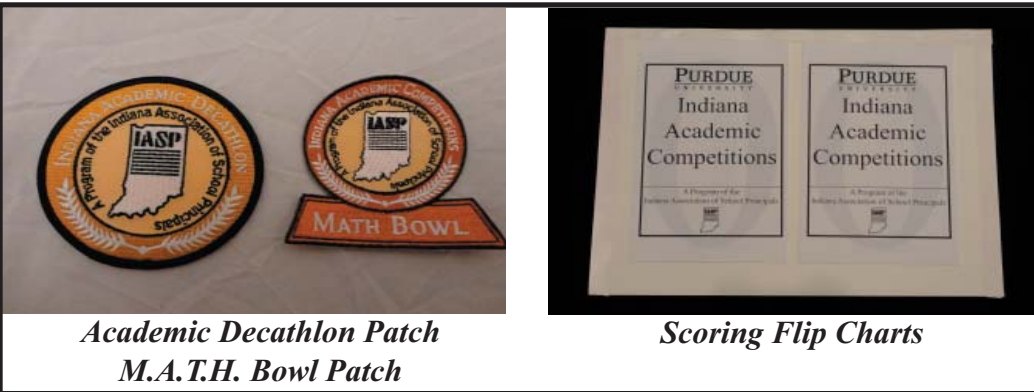 INDIANA ACADEMIC DECATHLON
A Program of the Indiana Association of School Principals
IASP
INDIANA ACADEMIC COMPETITIONS
A Program of the Indiana Association of School Principals
IASP
MATH BOWL
PURDUE
UNIVERSITY
Indiana
Academic
Competitions
A Program of the
Indiana Association of School Principals
IASP
PURDUE
UNIVERSITY
Indiana
Academic
Competitions
A Program of the
Indiana Association of School Principals
IASP
Academic Decathlon Patch
M.A.T.H. Bowl Patch
Scoring Flip Charts